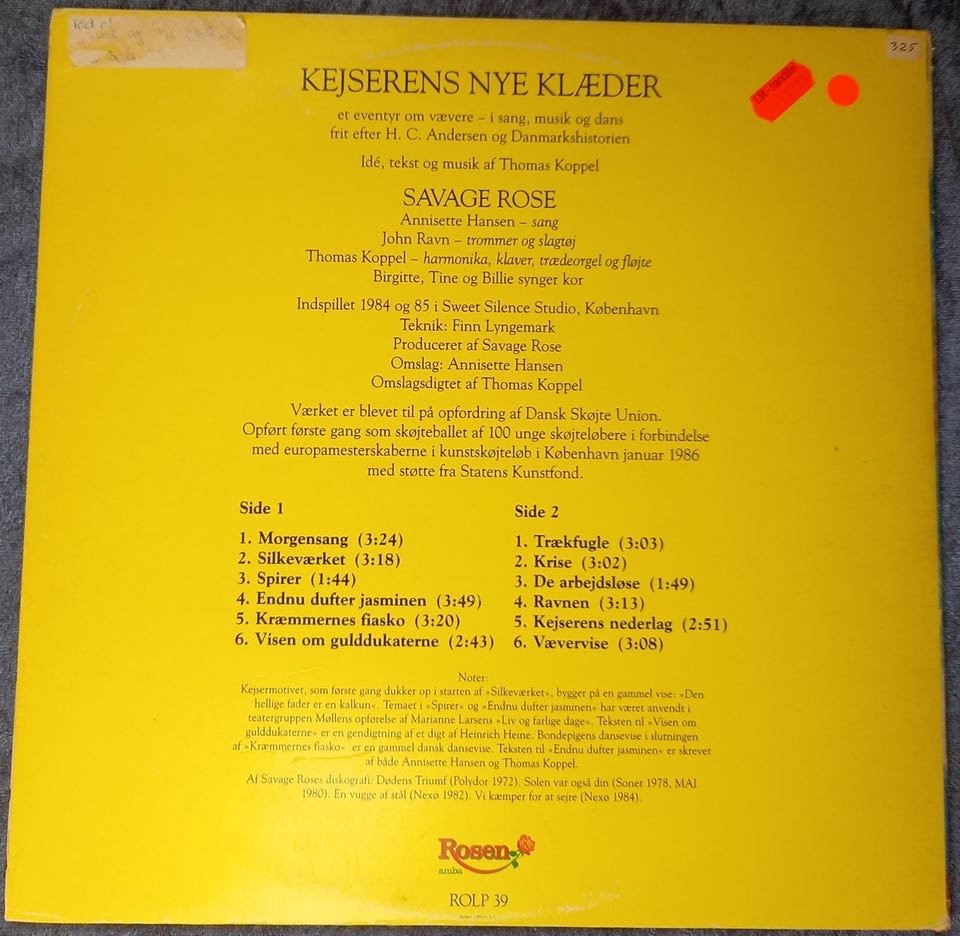 325
KEJSERENS NYE KLÆDER
et eventyr om vævere – i sang, musik og dans
frit efter H. C. Andersen og Danmarkshistorien
Idé, tekst og musik af Thomas Koppel
SAVAGE ROSE
Annisette Hansen – sang
John Ravn – trommer og slagtøj
Thomas Koppel – harmonika, klaver, trædeorgel og fløjte
Birgitte, Tine og Billie synger kor
Indspillet 1984 og 85 i Sweet Silence Studio, København
Teknik: Finn Lyngemark
Produceret af Savage Rose
Omslag: Annisette Hansen
Omslagsdigtet af Thomas Koppel
Værket er blevet til på opfordring af Dansk Skøjte Union.
Opført første gang som skøjteballet af 100 unge skøjteløbere i forbindelse
med europamesterskaberne i kunstskøjteløb i København januar 1986
med støtte fra Statens Kunstfond.
Side 1
1. Morgensang (3:24)
2. Silkeværket (3:18)
3. Spirer (1:44)
4. Endnu dufter jasminen (3:49)
5. Kræmmernes fiasko (3:20)
6. Visen om gulddukaterne (2:43)
Side 2
1. Trækfugle (3:03)
2. Krise (3:02)
3. De arbejdsløse (1:49)
4. Ravnen (3:13)
5. Kejserens nederlag (2:51)
6. Vævervise (3:08)
Noter:
Kejsermotivet, som første gang dukker op i starten af »Silkeværket«, bygger på en gammel vise: »Den
hellige fader er en kalkun«. Temaet i »Spirer« og »Endnu dufter jasminen« har været anvendt i
teatergruppen Møllens opførelse af Marianne Larsens »Liv og farlige dage«. Teksten til »Visen om
gulddukaterne« er en gendigtning af et digt af Heinrich Heine. Bondepigens dansevise i slutningen
af »Kræmmernes fiasko« er en gammel dansk dansevise. Teksten til »Endnu dufter jasminen« er skrevet
af både Annisette Hansen og Thomas Koppel.
Af Savage Roses diskografi: Dødens Triumf (Polydor 1972). Solen var også din (Sonet 1978, MAI
1980). En vugge af stål (Nexø 1982). Vi kæmper for at sejre (Nexø 1984).
Rosen
amba
ROLP 39